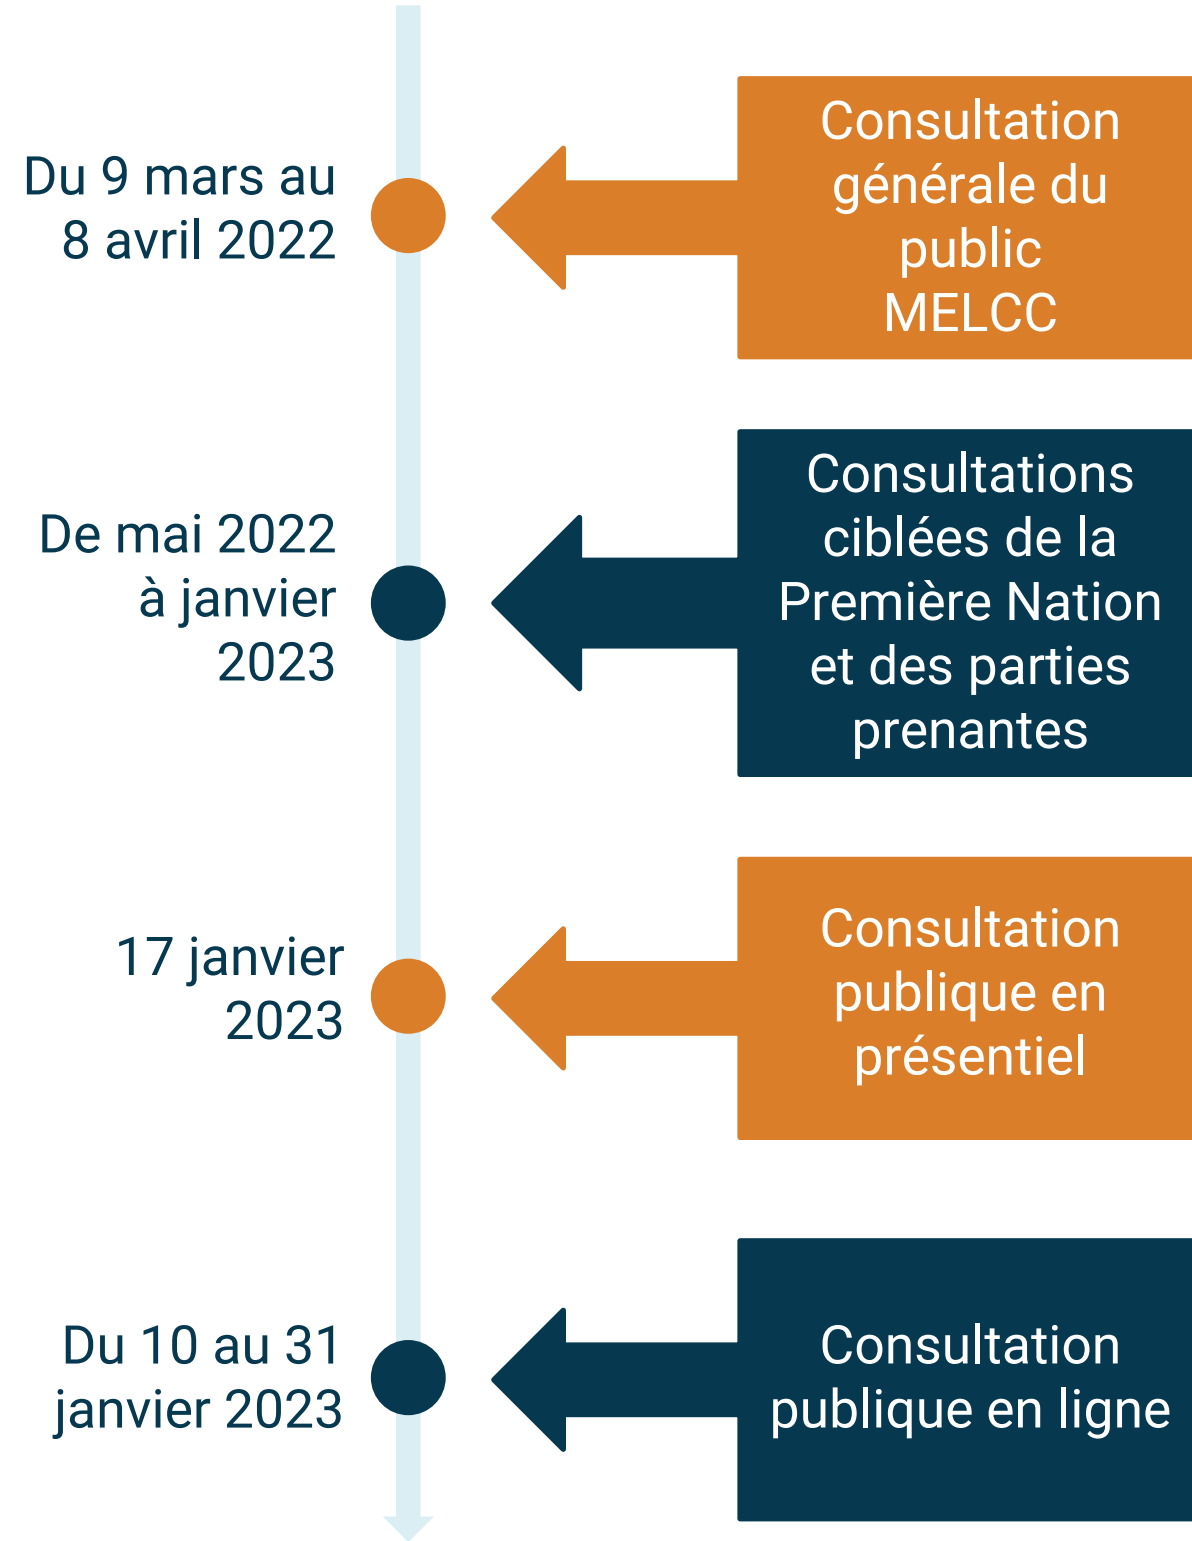 Du 9 mars au
8 avril 2022
Consultation
générale du
public
MELCC
De mai 2022
à janvier
2023
Consultations
ciblées de la
Première Nation
et des parties
prenantes
17 janvier
2023
Consultation
publique en
présentiel
Du 10 au 31
janvier 2023
Consultation
publique en ligne